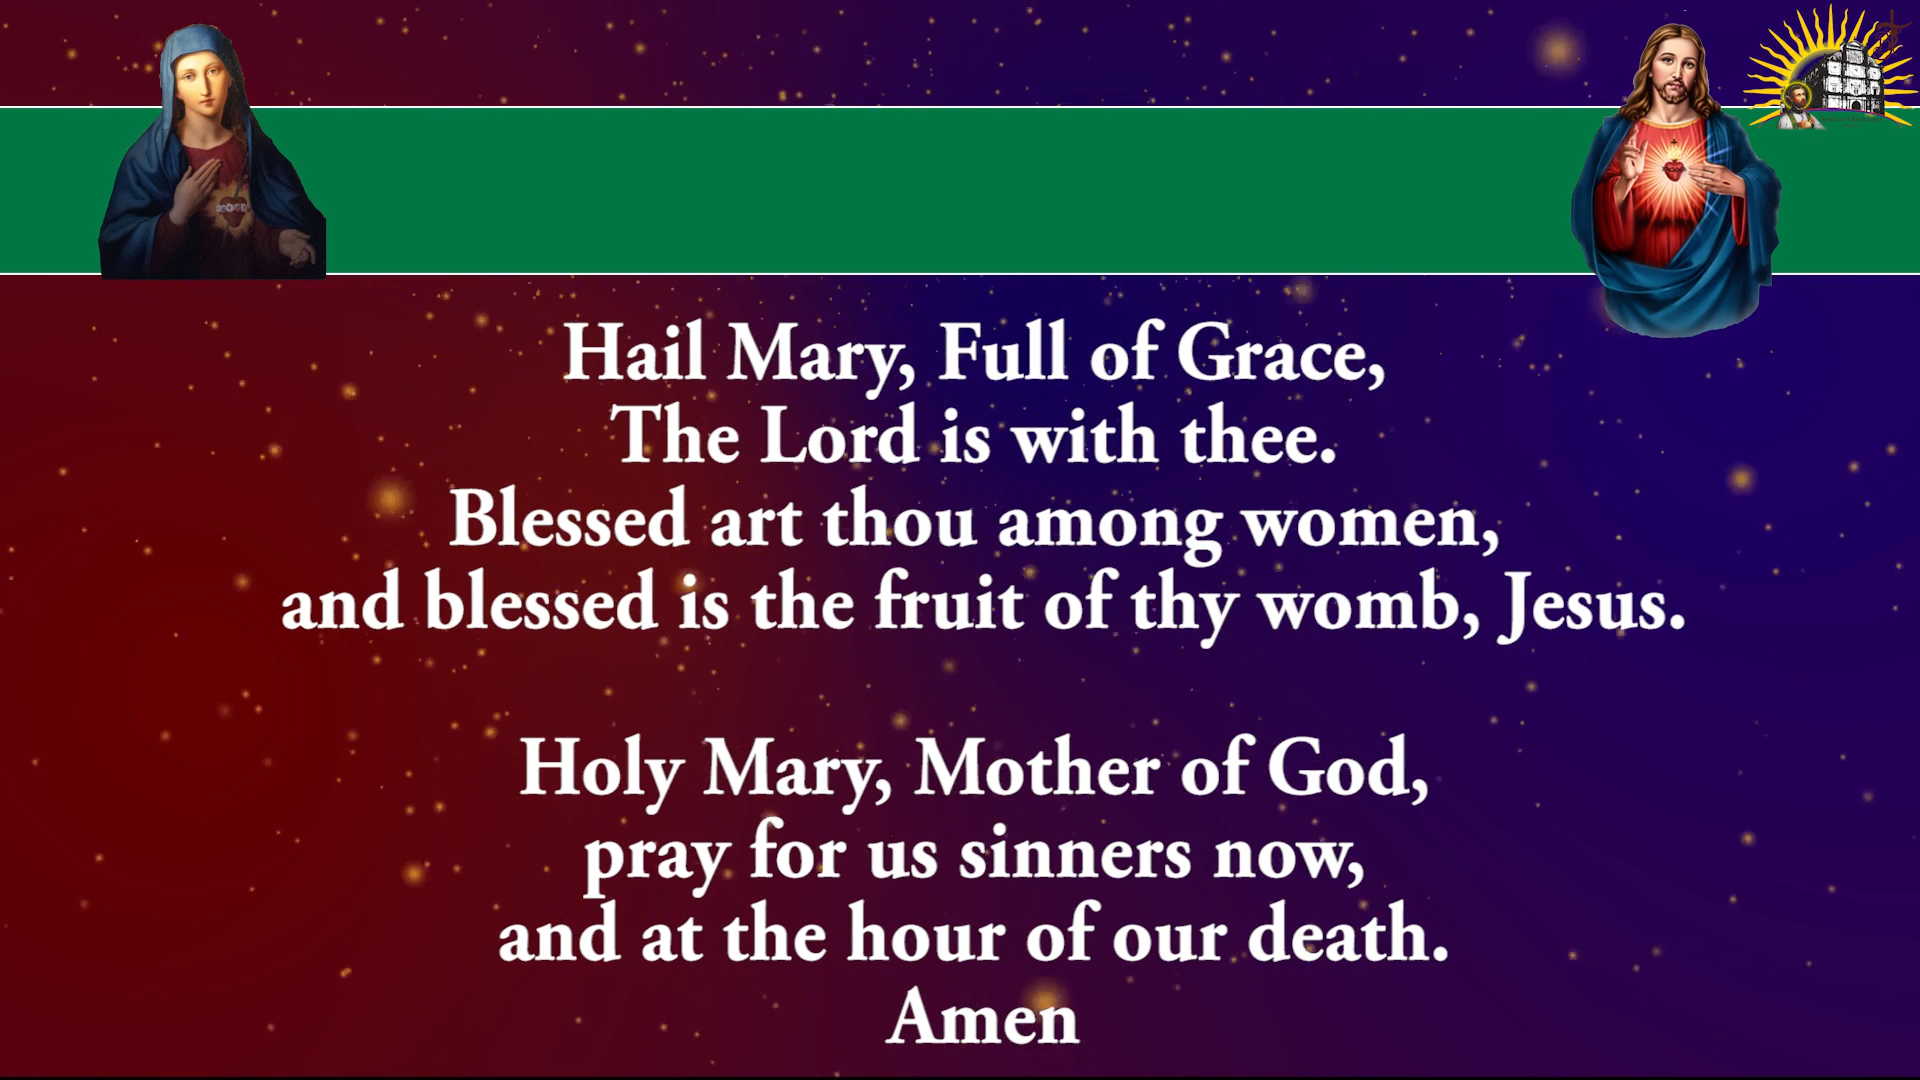 Hail Mary, Full of Grace,
The Lord is with thee.
Blessed art thou among women,
and blessed is the fruit of thy womb, Jesus.
Holy Mary, Mother of God,
pray for us sinners now,
and at the hour of our death.
Amen